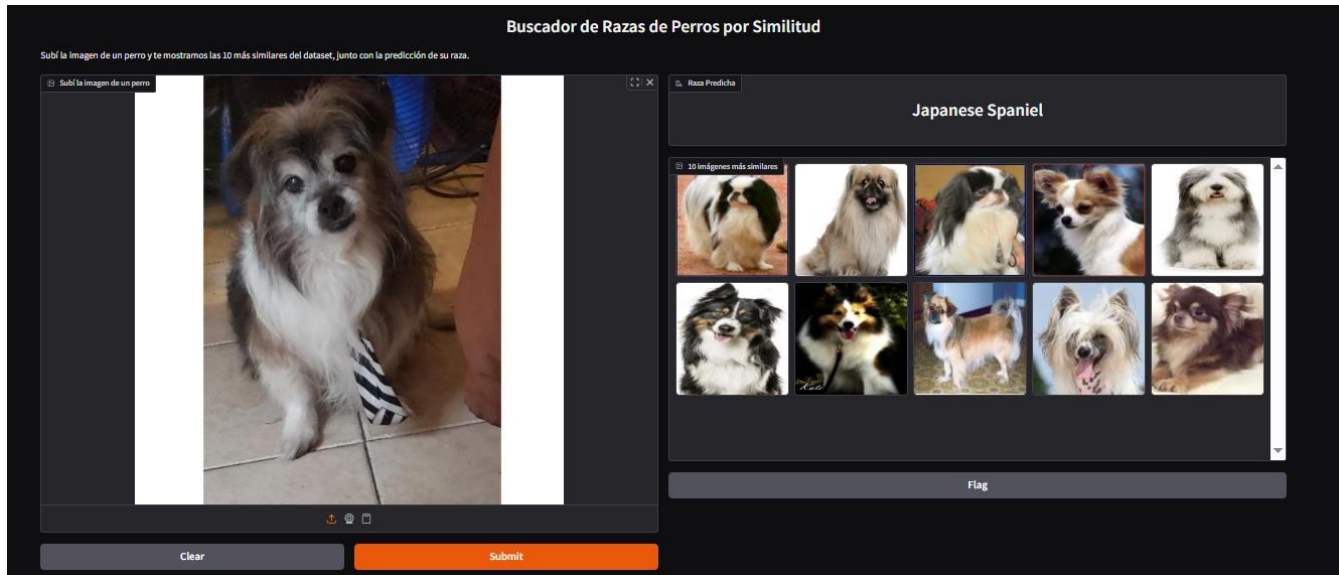 Buscador de Razas de Perros por Similitud
Subí la imagen de un perro y te mostramos las 10 más similares del dataset, junto con la predicción de su raza.
Subí la imagen de un perro
Raza Predicha
Japanese Spaniel
10 imágenes más similares
Flag
Clear
Submit